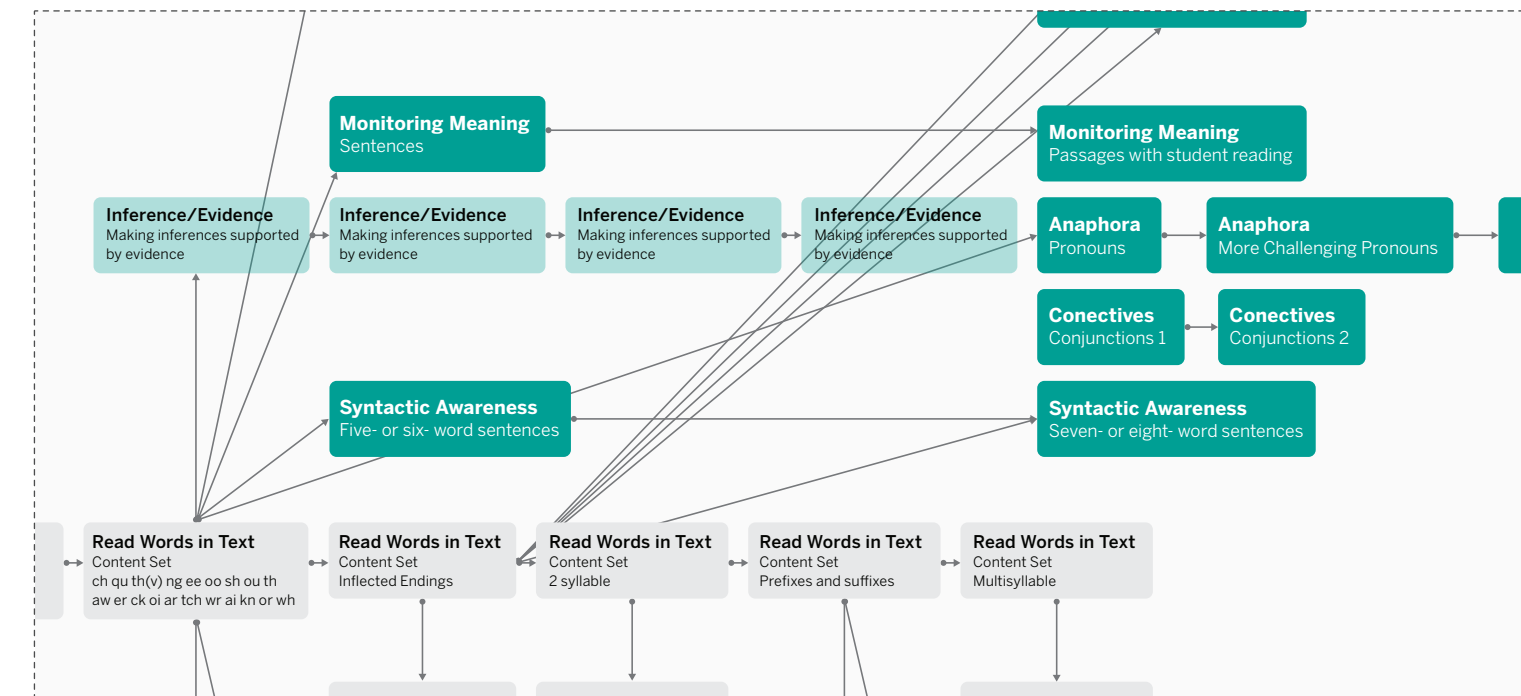 Monitoring Meaning
Sentences
Monitoring Meaning
Passages with student reading
Inference/Evidence
Making inferences supported
by evidence
Inference/Evidence
Making inferences supported
by evidence
Inference/Evidence
Making inferences supported
by evidence
Inference/Evidence
Making inferences supported
by evidence
Anaphora
Pronouns
Anaphora
More Challenging Pronouns
Conectives
Conjunctions 1
Conectives
Conjunctions 2
Syntactic Awareness
Five- or six- word sentences
Syntactic Awareness
Seven- or eight- word sentences
Read Words in Text
Content Set
ch qu th(v) ng ee oo sh ou th
aw er ck oi ar tch wr ai kn or wh
Read Words in Text
Content Set
Inflected Endings
Read Words in Text
Content Set
2 syllable
Read Words in Text
Content Set
Prefixes and suffixes
Read Words in Text
Content Set
Multisyllable